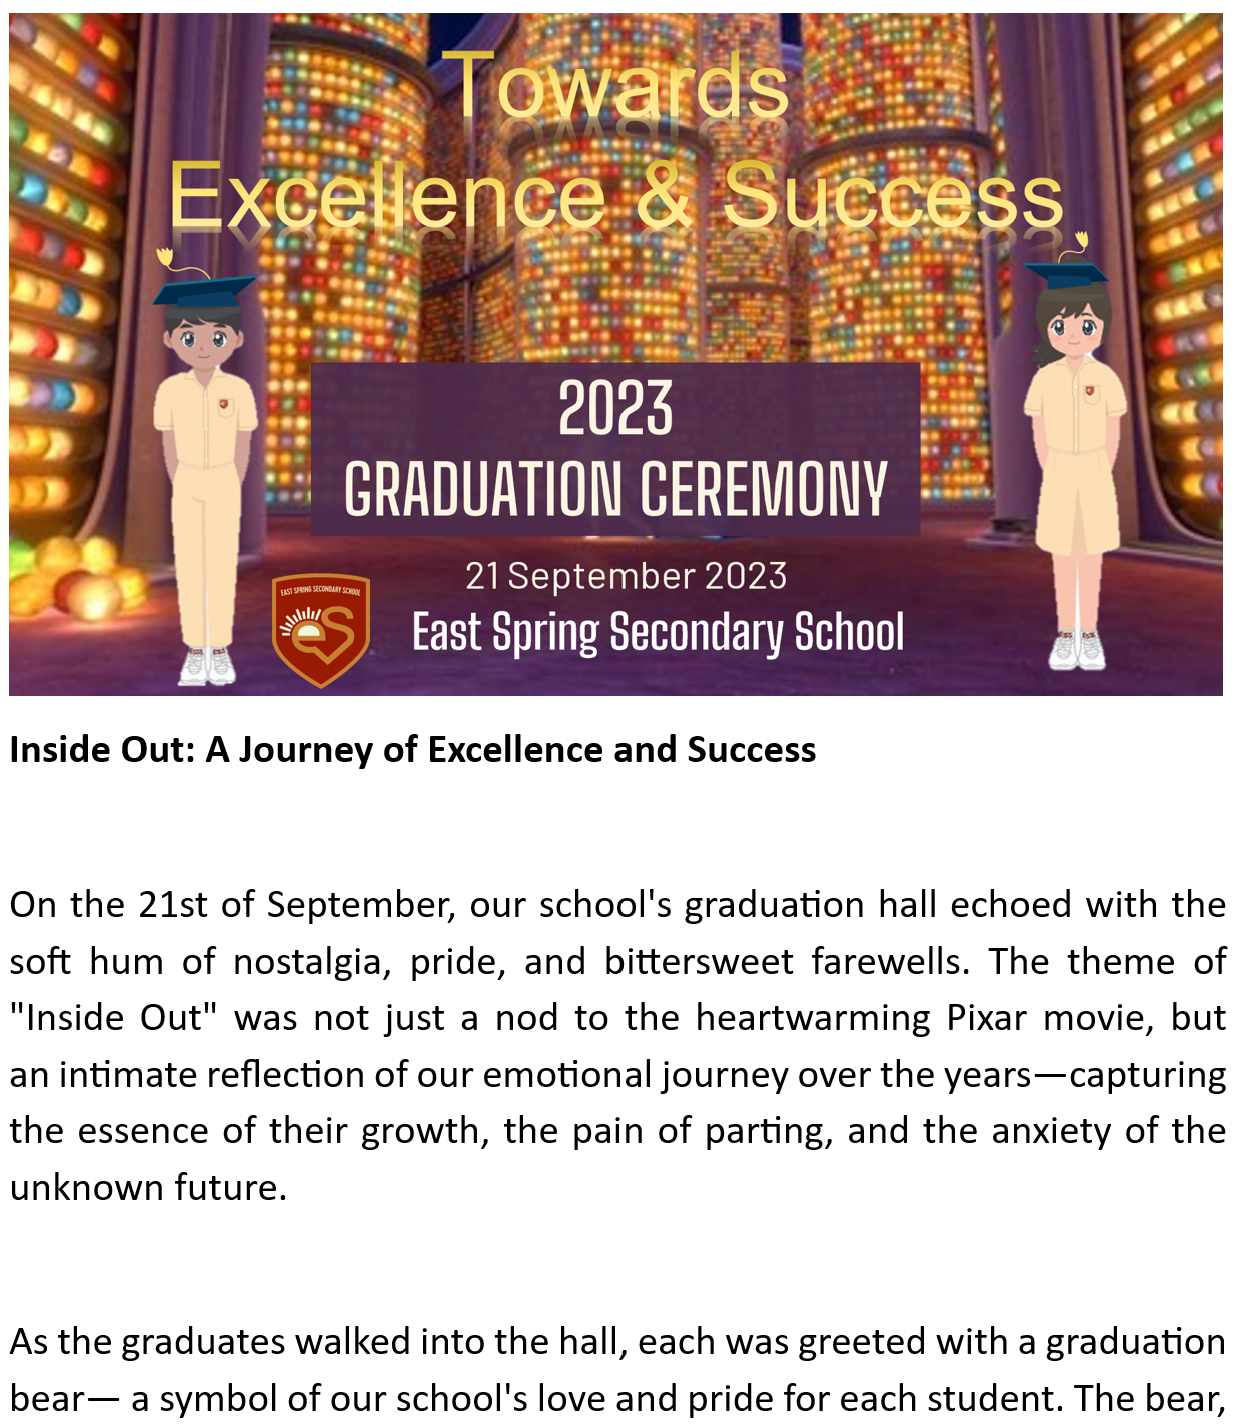 Towards
Excellence & Success
2023
GRADUATION CEREMONY
21 September 2023
EAST SPRING SECONDARY SCHOOL
eS
East Spring Secondary School
Inside Out: A Journey of Excellence and Success
On the 21st of September, our school's graduation hall echoed with the
soft hum of nostalgia, pride, and bittersweet farewells. The theme of
"Inside Out" was not just a nod to the heartwarming Pixar movie, but
an intimate reflection of our emotional journey over the years—capturing
the essence of their growth, the pain of parting, and the anxiety of the
unknown future.
As the graduates walked into the hall, each was greeted with a graduation
bear— a symbol of our school's love and pride for each student. The bear,